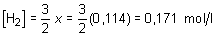 [H₂] = 3/2 x = 3/2 (0,114) = 0,171 mol/l